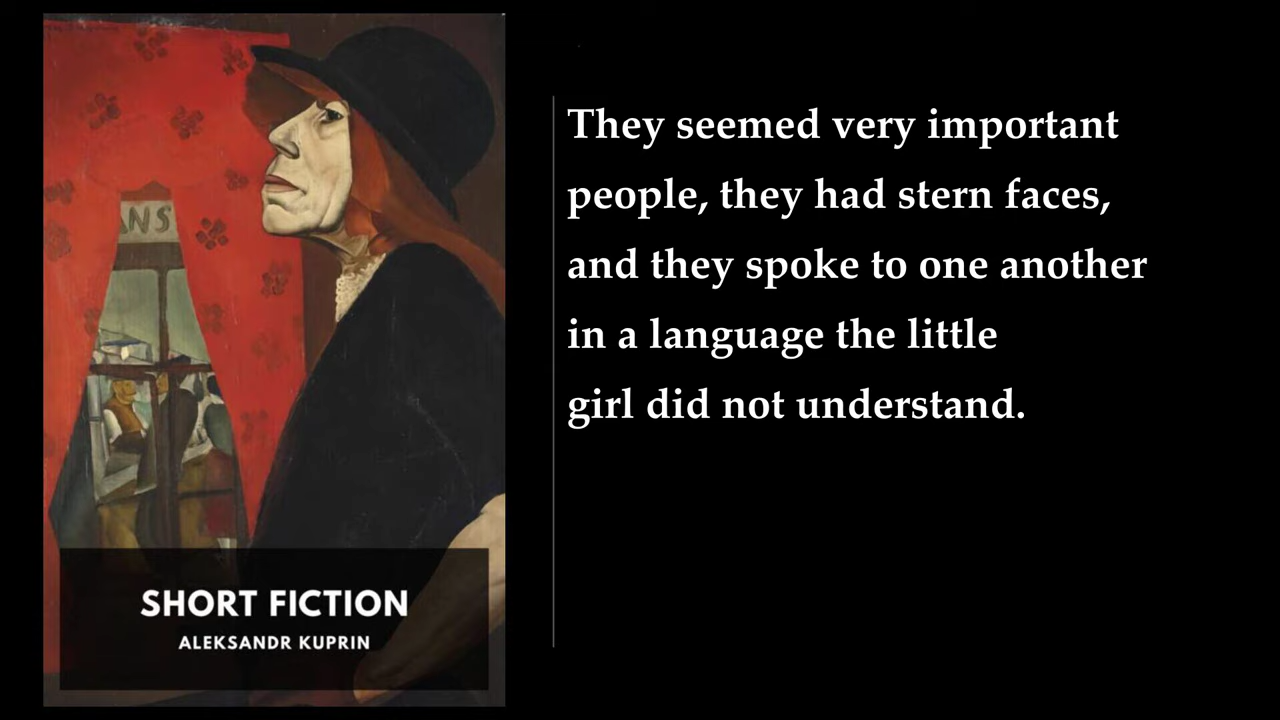 ANS
SHORT FICTION
ALEKSANDR KUPRIN
They seemed very important
people, they had stern faces,
and they spoke to one another
in a language the little
girl did not understand.